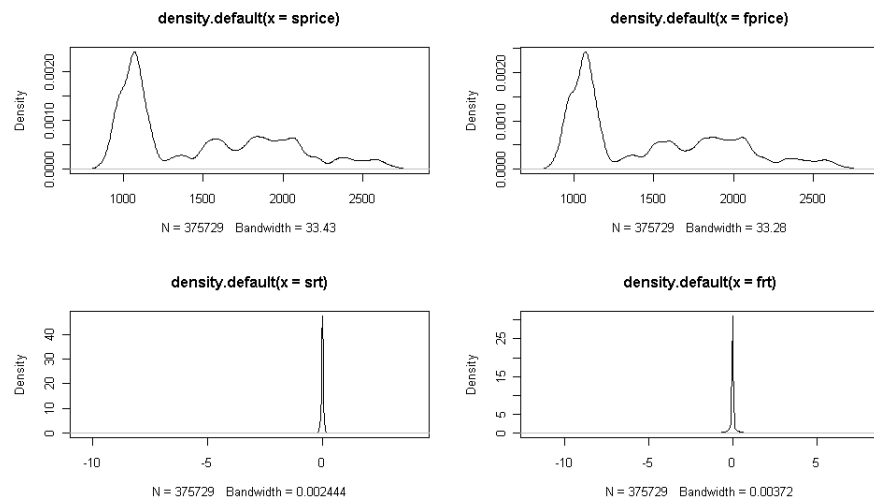 density.default(x = sprice)
Density
0.0000 0.0010 0.0020
1000 1500 2000 2500
N = 375729 Bandwidth = 33.43
density.default(x = fprice)
Density
0.0000 0.0010 0.0020
1000 1500 2000 2500
N = 375729 Bandwidth = 33.28
density.default(x = srt)
Density
0 10 20 30 40
-10 -5 0
N = 375729 Bandwidth = 0.002444
density.default(x = frt)
Density
0 5 15 25
-10 -5 0 5
N = 375729 Bandwidth = 0.00372